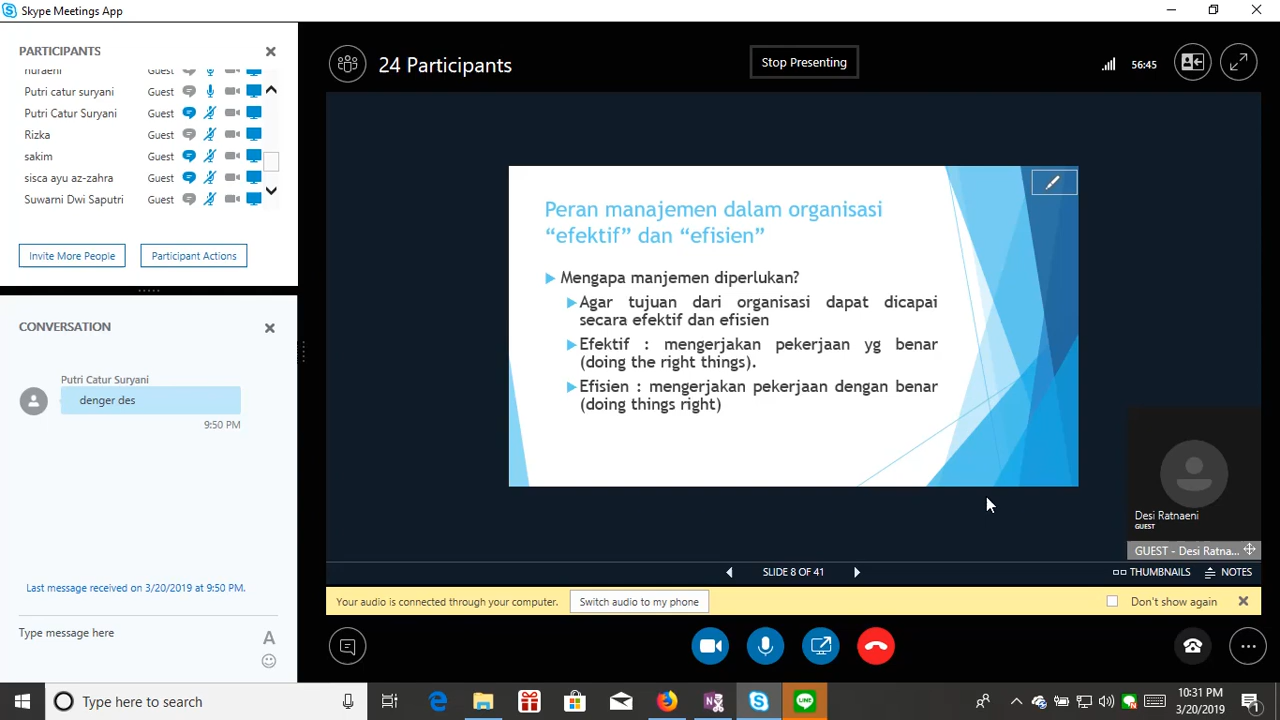 Skype Meetings App
PARTICIPANTS
nuraeni Guest
Putri catur suryani Guest
Putri Catur Suryani Guest
Rizka Guest
sakim Guest
sisca ayu az-zahra Guest
Suwarni Dwi Saputri Guest
Invite More People Participant Actions
CONVERSATION
Putri Catur Suryani
denger des
9:50 PM
Last message received on 3/20/2019 at 9:50 PM.
Type message here
A
24 Participants
Stop Presenting
56:45
Peran manajemen dalam organisasi
“efektif” dan “efisien”
Mengapa manjemen diperlukan?
Agar tujuan dari organisasi dapat dicapai
secara efektif dan efisien
Efektif : mengerjakan pekerjaan yg benar
(doing the right things).
Efisien : mengerjakan pekerjaan dengan benar
(doing things right)
Desi Ratnaeni
GUEST
GUEST - Desi Ratna...
SLIDE 8 OF 41
THUMBNAILS NOTES
Your audio is connected through your computer. Switch audio to my phone
Don't show again
Type here to search
10:31 PM
3/20/2019
1